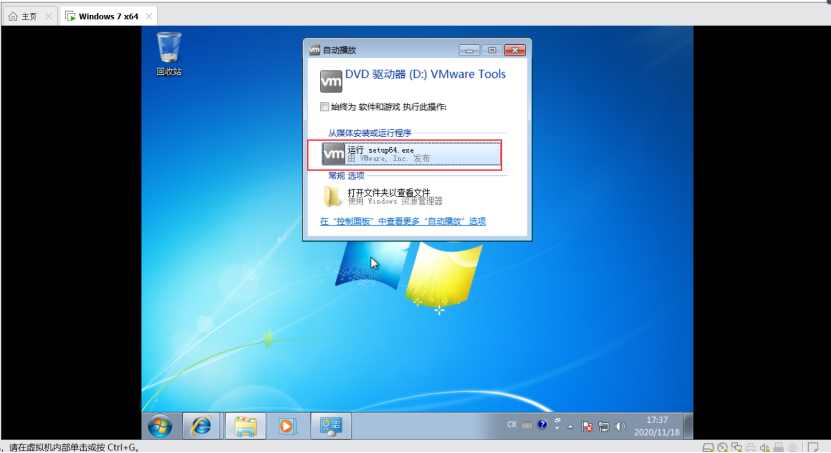 主页
Windows 7 x64
回收站
自动播放
DVD 驱动器 (D:) VMware Tools
始终为 软件和游戏 执行此操作:
从媒体安装或运行程序
运行 setup64.exe
由 VMware, Inc. 发布
常规 选项
打开文件夹以查看文件
使用 Windows 资源管理器
在“控制面板”中查看更多“自动播放”选项
CH
17:37
2020/11/18
，请在虚拟机内部单击或按 Ctrl+G。